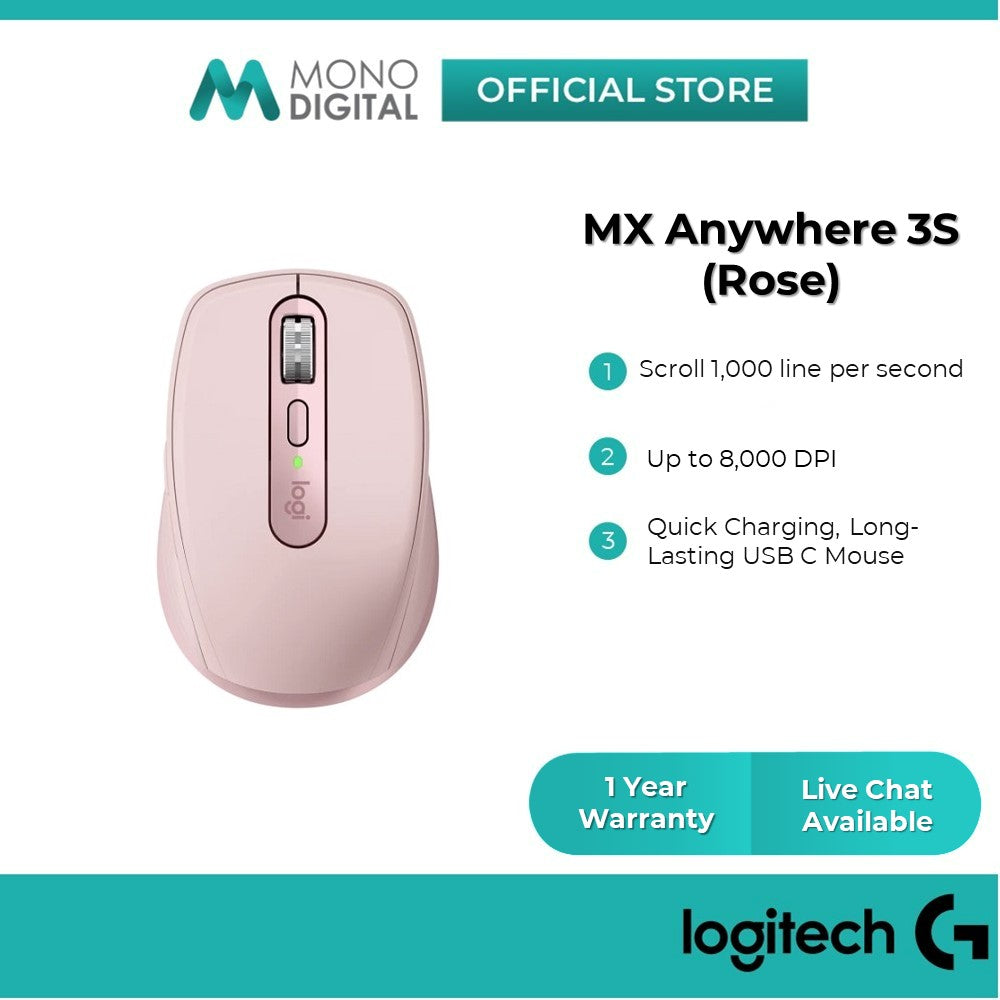 MONO
DIGITAL
OFFICIAL STORE
MX Anywhere 3S
(Rose)
1 Scroll 1,000 line per second
2 Up to 8,000 DPI
3 Quick Charging, Long-
Lasting USB C Mouse
logi
1 Year
Warranty
Live Chat
Available
logitech G